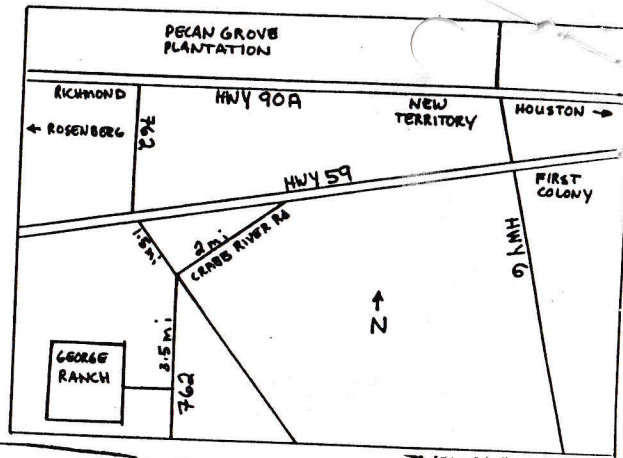 PECAN GROVE
PLANTATION
RICHMOND
HWY 90A
NEW
TERRITORY
HOUSTON →
← ROSENBERG
762
HWY 59
FIRST
COLONY
1.5 mi
2 mi
CRABB RIVER RD
HWY 6
↑
N
3.5 mi
GEORGE
RANCH
762